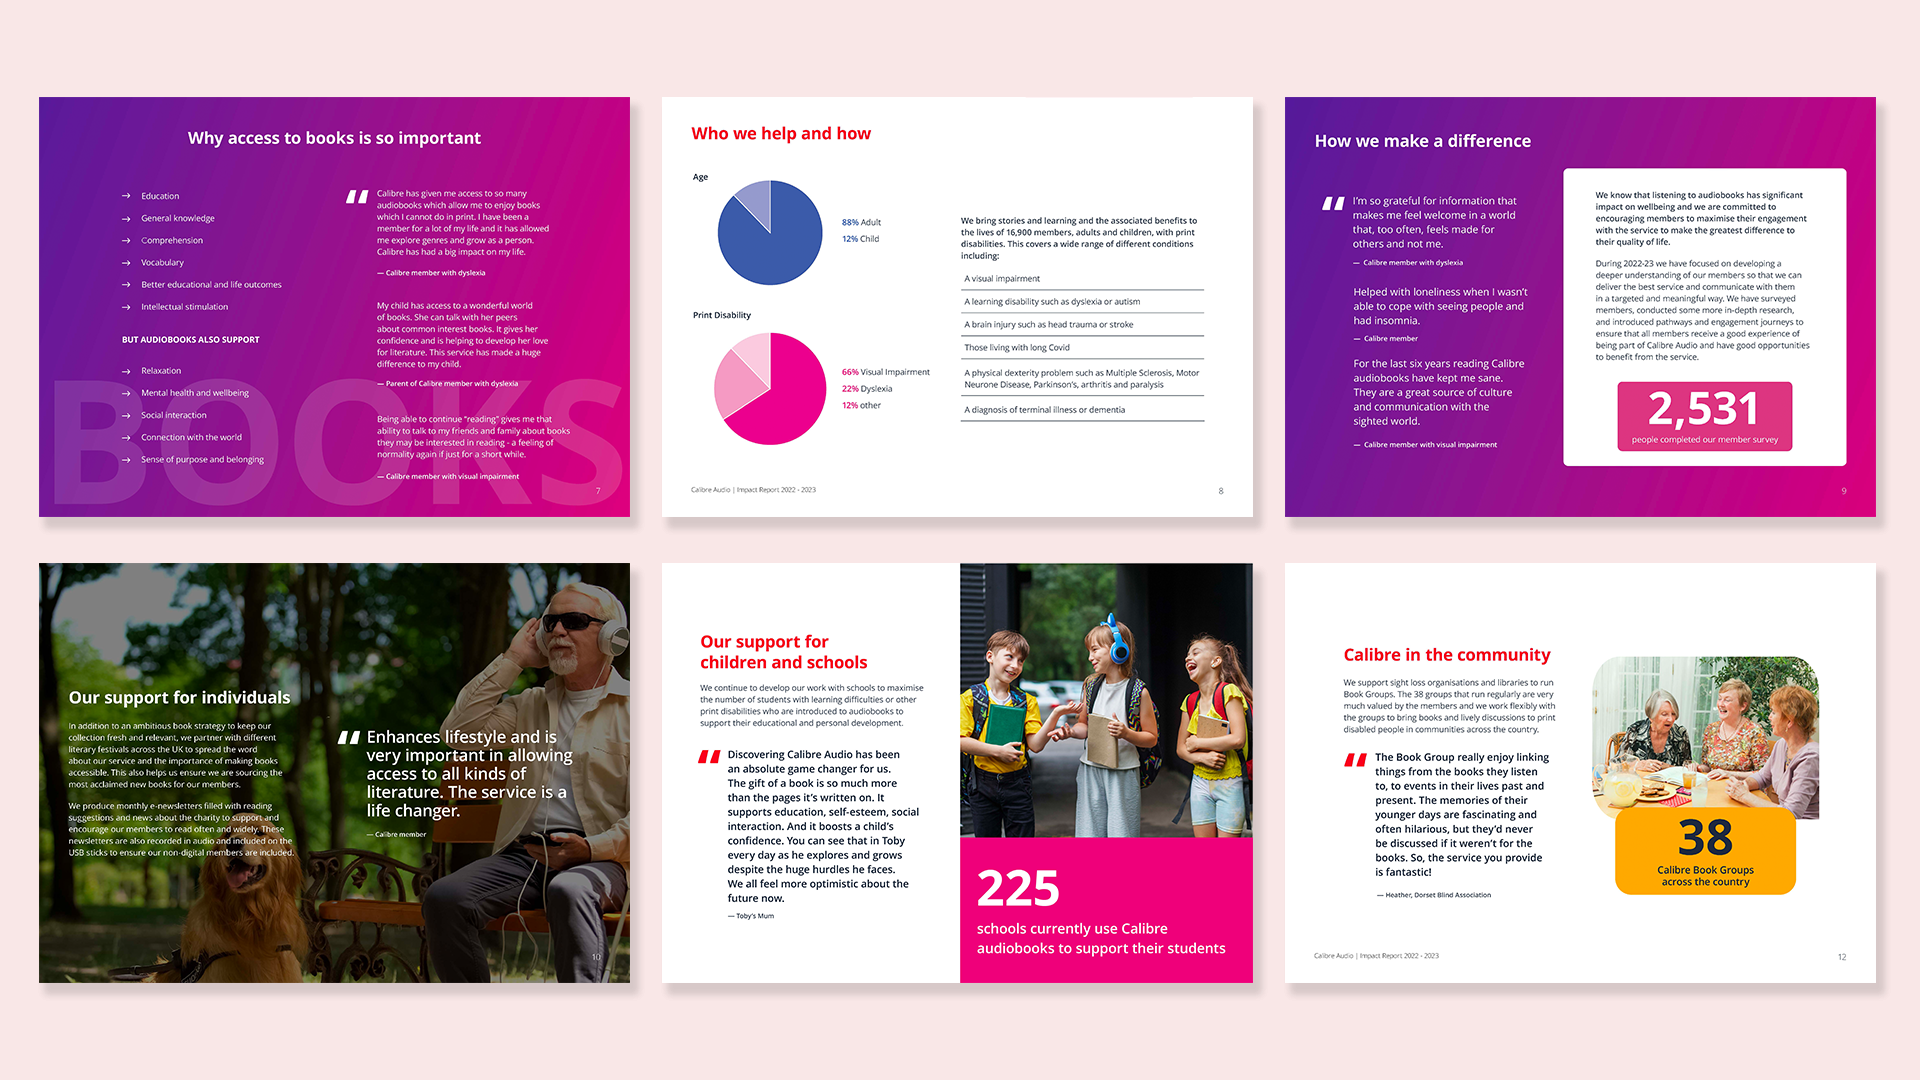 Why access to books is so important
→ Education
→ General knowledge
→ Comprehension
→ Vocabulary
→ Better educational and life outcomes
→ Intellectual stimulation
BUT AUDIOBOOKS ALSO SUPPORT
→ Relaxation
→ Mental health and wellbeing
→ Social interaction
→ Connection with the world
→ Sense of purpose and belonging
BOOKS
“
Calibre has given me access to so many
audiobooks which allow me to enjoy books
which I cannot do in print. I have been a
member for a lot of my life and it has allowed
me explore genres and grow as a person.
Calibre has had a big impact on my life.
— Calibre member with dyslexia
My child has access to a wonderful world
of books. She can talk with her peers
about common interest books. It gives her
confidence and is helping to develop her love
for literature. This service has made a huge
difference to my child.
— Parent of Calibre member with dyslexia
Being able to continue "reading" gives me that
ability to talk to my friends and family about books
they may be interested in reading - a feeling of
normality again if just for a short while.
— Calibre member with visual impairment
7
Who we help and how
Age
88% Adult
12% Child
Print Disability
66% Visual Impairment
22% Dyslexia
12% other
We bring stories and learning and the associated benefits to
the lives of 16,900 members, adults and children, with print
disabilities. This covers a wide range of different conditions
including:
A visual impairment
A learning disability such as dyslexia or autism
A brain injury such as head trauma or stroke
Those living with long Covid
A physical dexterity problem such as Multiple Sclerosis, Motor
Neurone Disease, Parkinson's, arthritis and paralysis
A diagnosis of terminal illness or dementia
Calibre Audio | Impact Report 2022 - 2023
8
How we make a difference
“
I'm so grateful for information that
makes me feel welcome in a world
that, too often, feels made for
others and not me.
— Calibre member with dyslexia
Helped with loneliness when I wasn't
able to cope with seeing people and
had insomnia.
— Calibre member
For the last six years reading Calibre
audiobooks have kept me sane.
They are a great source of culture
and communication with the
sighted world.
— Calibre member with visual impairment
We know that listening to audiobooks has significant
impact on wellbeing and we are committed to
encouraging members to maximise their engagement
with the service to make the greatest difference to
their quality of life.
During 2022-23 we have focused on developing a
deeper understanding of our members so that we can
deliver the best service and communicate with them
in a targeted and meaningful way. We have surveyed
members, conducted some more in-depth research,
and introduced pathways and engagement journeys to
ensure that all members receive a good experience of
being part of Calibre Audio and have good opportunities
to benefit from the service.
2,531
people completed our member survey
9
Our support for individuals
In addition to an ambitious book strategy to keep our
collection fresh and relevant, we partner with different
literary festivals across the UK to spread the word
about our service and the importance of making books
accessible. This also helps us ensure we are sourcing the
most acclaimed new books for our members.
We produce monthly e-newsletters filled with reading
suggestions and news about the charity to support and
encourage our members to read often and widely. These
newsletters are also recorded in audio and included on the
USB sticks to ensure our non-digital members are included.
“
Enhances lifestyle and is
very important in allowing
access to all kinds of
literature. The service is a
life changer.
— Calibre member
10
Our support for
children and schools
We continue to develop our work with schools to maximise
the number of students with learning difficulties or other
print disabilities who are introduced to audiobooks to
support their educational and personal development.
“
Discovering Calibre Audio has been
an absolute game changer for us.
The gift of a book is so much more
than the pages it's written on. It
supports education, self-esteem, social
interaction. And it boosts a child's
confidence. You can see that in Toby
every day as he explores and grows
despite the huge hurdles he faces.
We all feel more optimistic about the
future now.
— Toby's Mum
225
schools currently use Calibre
audiobooks to support their students
Calibre in the community
We support sight loss organisations and libraries to run
Book Groups. The 38 groups that run regularly are very
much valued by the members and we work flexibly with
the groups to bring books and lively discussions to print
disabled people in communities across the country.
“
The Book Group really enjoy linking
things from the books they listen
to, to events in their lives past and
present. The memories of their
younger days are fascinating and
often hilarious, but they'd never
be discussed if it weren't for the
books. So, the service you provide
is fantastic!
— Heather, Dorset Blind Association
38
Calibre Book Groups
across the country
Calibre Audio | Impact Report 2022 - 2023
12